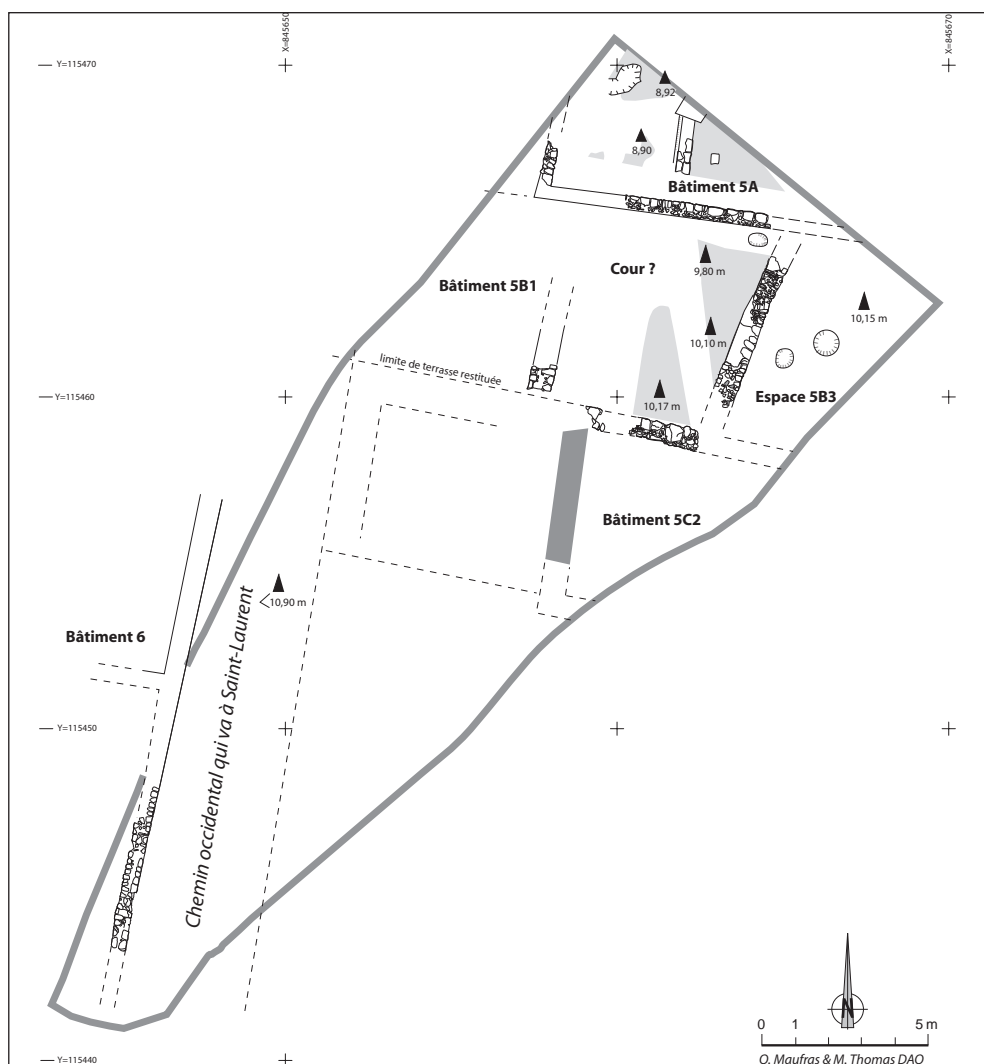 X=845650
X=845670
Y=115470
8,92
8,90
Bâtiment 5A
Cour ?
9,80 m
Bâtiment 5B1
10,15 m
10,10 m
limite de terrasse restituée
10,17 m
Espace 5B3
Bâtiment 5C2
Y=115460
10,90 m
Bâtiment 6
Chemin occidental qui va à Saint-Laurent
Y=115450
N
0 1 5 m
Y=115440
O. Maufras & M. Thomas DAO